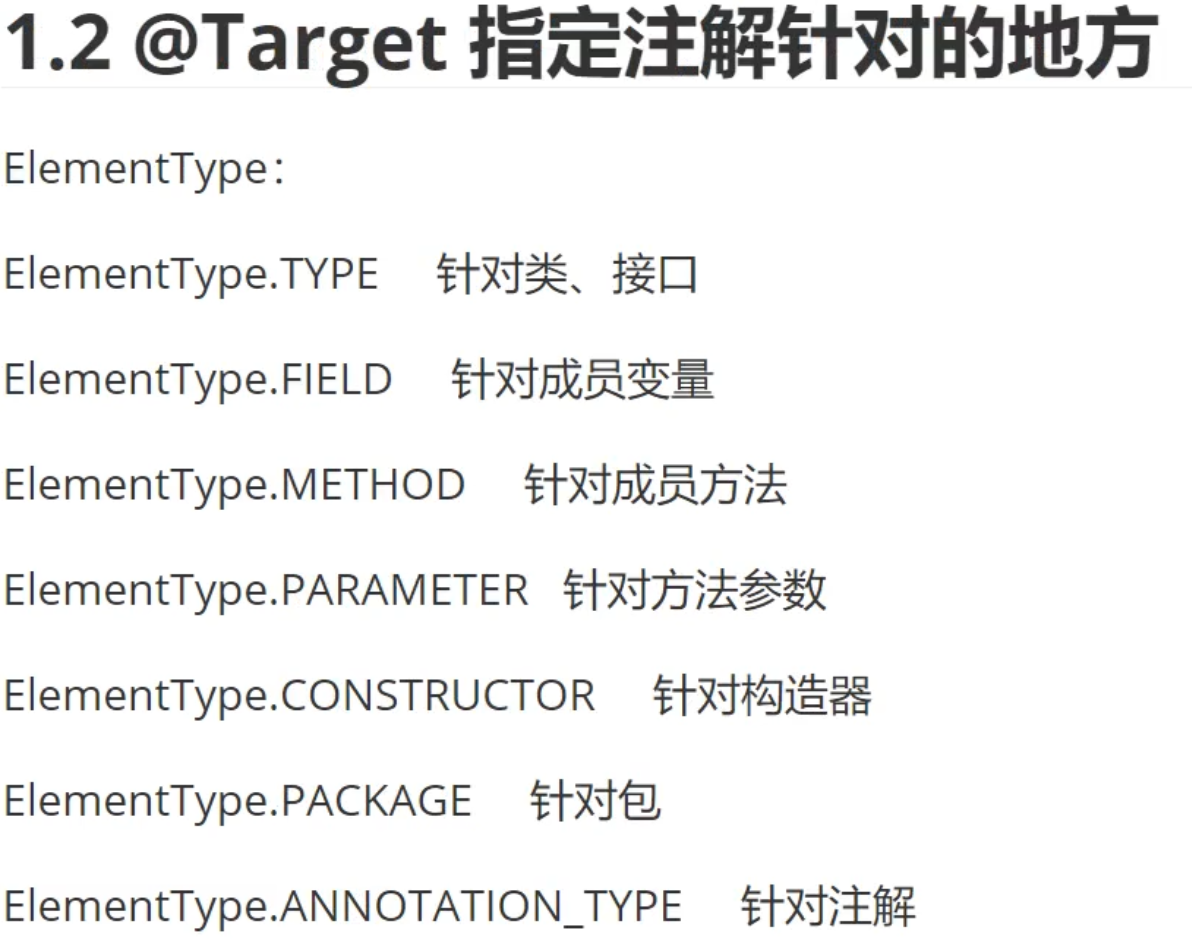 1.2 @Target 指定注解针对的地方
ElementType：
ElementType.TYPE 针对类、接口
ElementType.FIELD 针对成员变量
ElementType.METHOD 针对成员方法
ElementType.PARAMETER 针对方法参数
ElementType.CONSTRUCTOR 针对构造器
ElementType.PACKAGE 针对包
ElementType.ANNOTATION_TYPE 针对注解